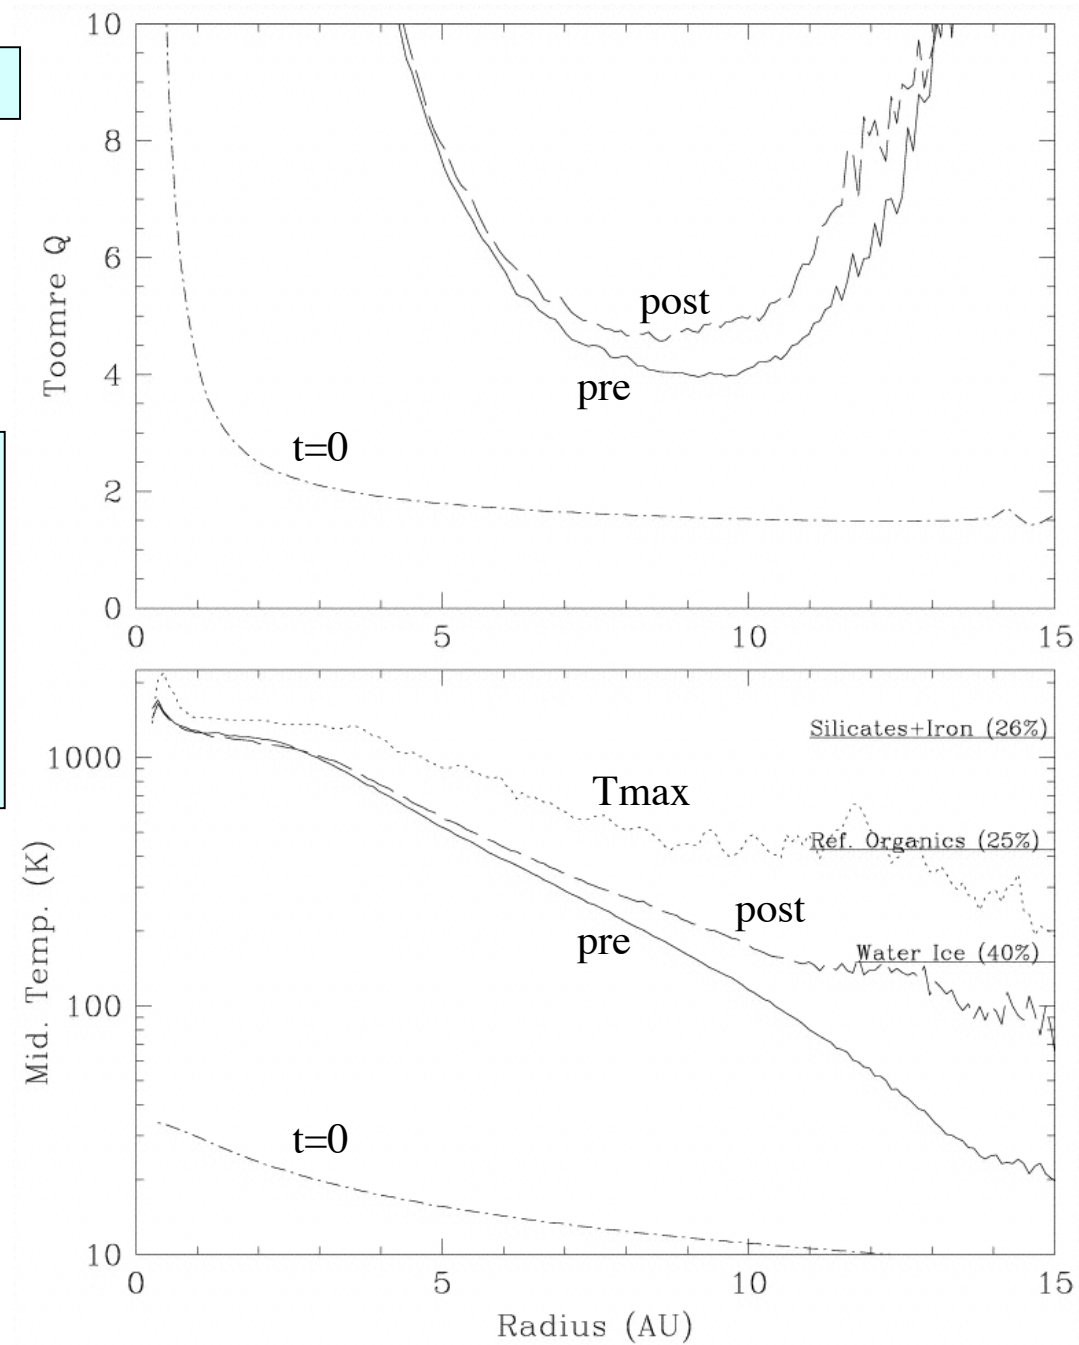 10
8
6
4
2
0
Toomre Q
post
pre
t=0
0 5 10 15
1000
100
10
Mid. Temp. (K)
Silicates+Iron (26%)
Tmax
Ref. Organics (25%)
post
pre
Water Ice (40%)
t=0
0 5 10 15
Radius (AU)